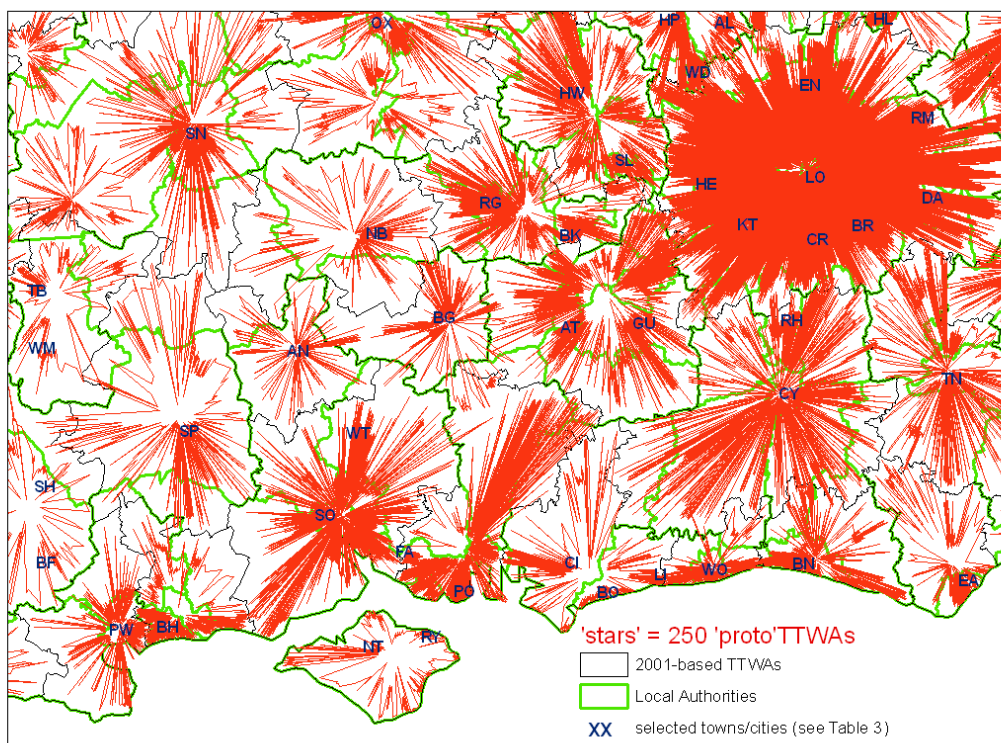 OX
HP
AL
HL
WD
EN
HW
RM
SN
SL
LO
HE
DA
RG
NB
KT
BR
BK
CR
TB
BG
AT
GU
RH
WM
AN
TN
CY
SP
WT
SH
SO
FA
CI
BF
PO
BO
LI
WO
BN
EA
PW
BH
NT
RY
'stars' = 250 'proto'TTWAs
2001-based TTWAs
Local Authorities
XX selected towns/cities (see Table 3)